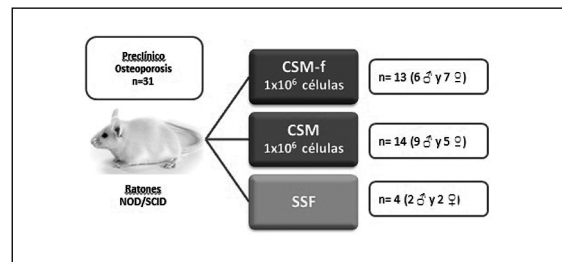 Preclínico
Osteoporosis
n=31
Ratones
NOD/SCID
CSM-f
1x10⁶ células
n= 13 (6 ♂ y 7 ♀)
CSM
1x10⁶ células
n= 14 (9 ♂ y 5 ♀)
SSF
n= 4 (2 ♂ y 2 ♀)